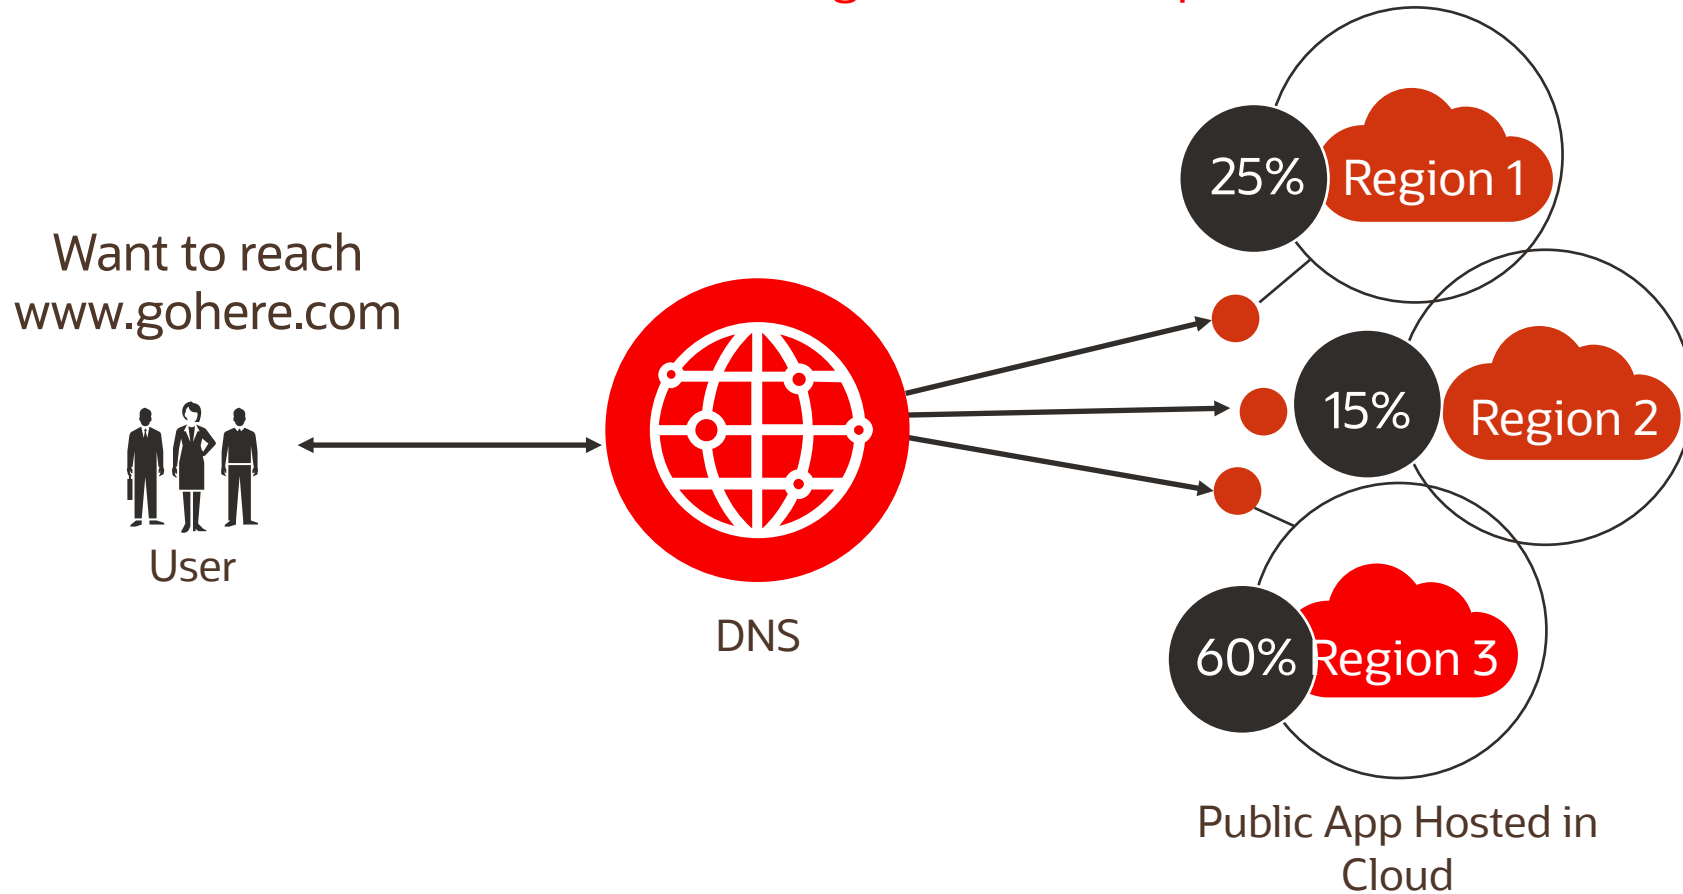 Want to reach
www.gohere.com
User
DNS
25%
Region 1
15%
Region 2
60%
Region 3
Public App Hosted in
Cloud